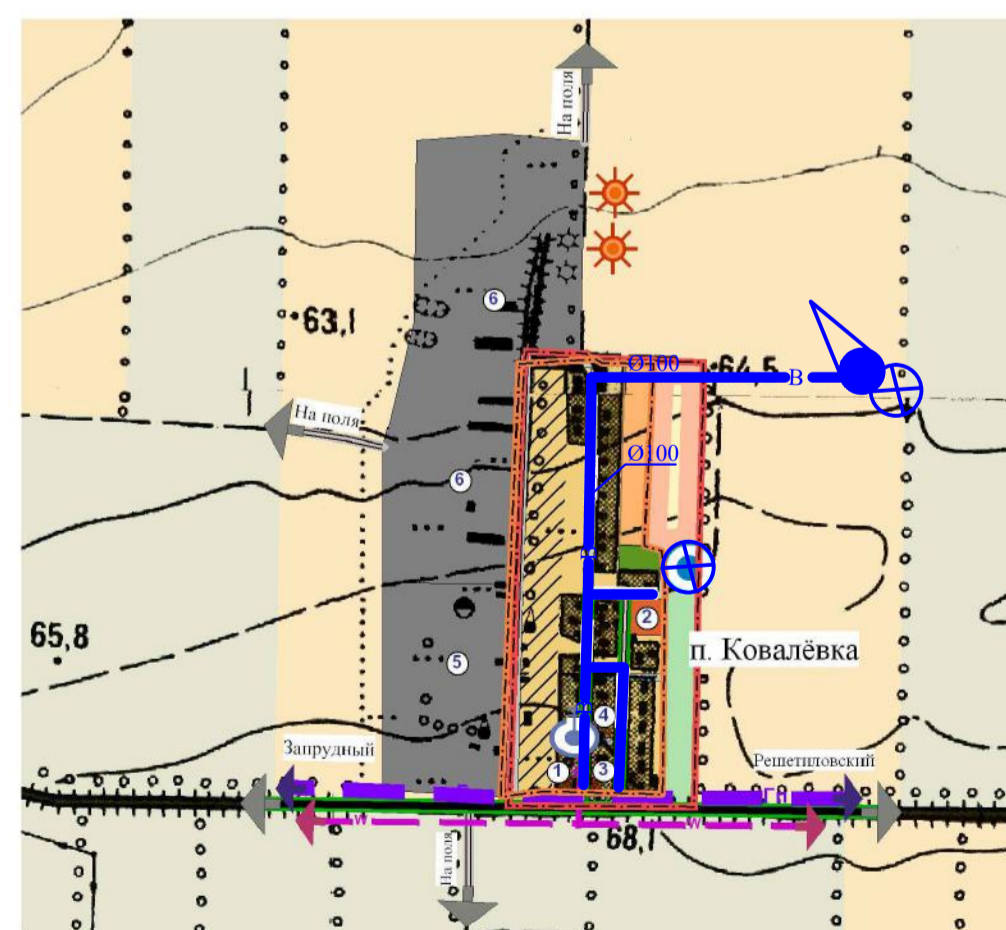 На поля
6
63,1
Ø100
64,5
В
На поля
Ø100
6
В
2
65,8
5
п. Ковалёвка
4
Запрудный
Решетиловский
1
3
w
w
68,1
На поля